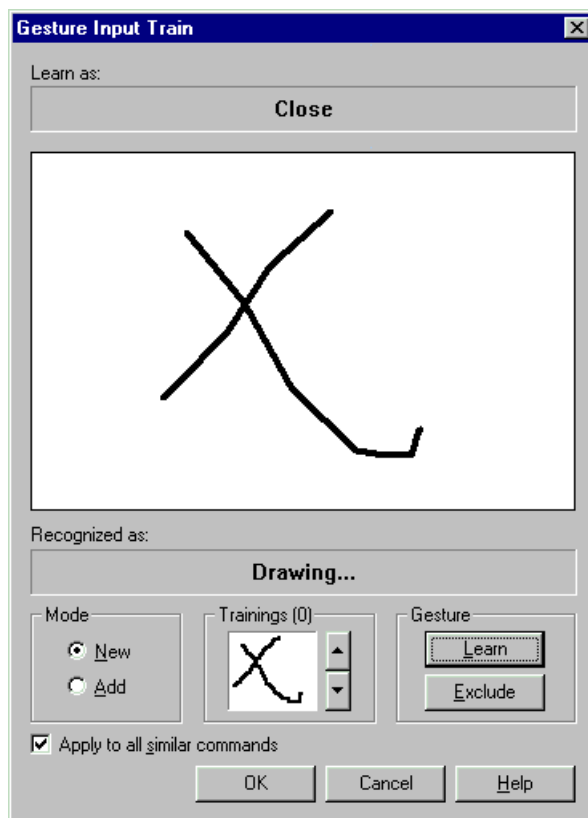 Gesture Input Train
Learn as:
Close
Recognized as:
Drawing...
Mode
New
Add
Trainings (0)
Gesture
Learn
Exclude
Apply to all similar commands
OK Cancel Help